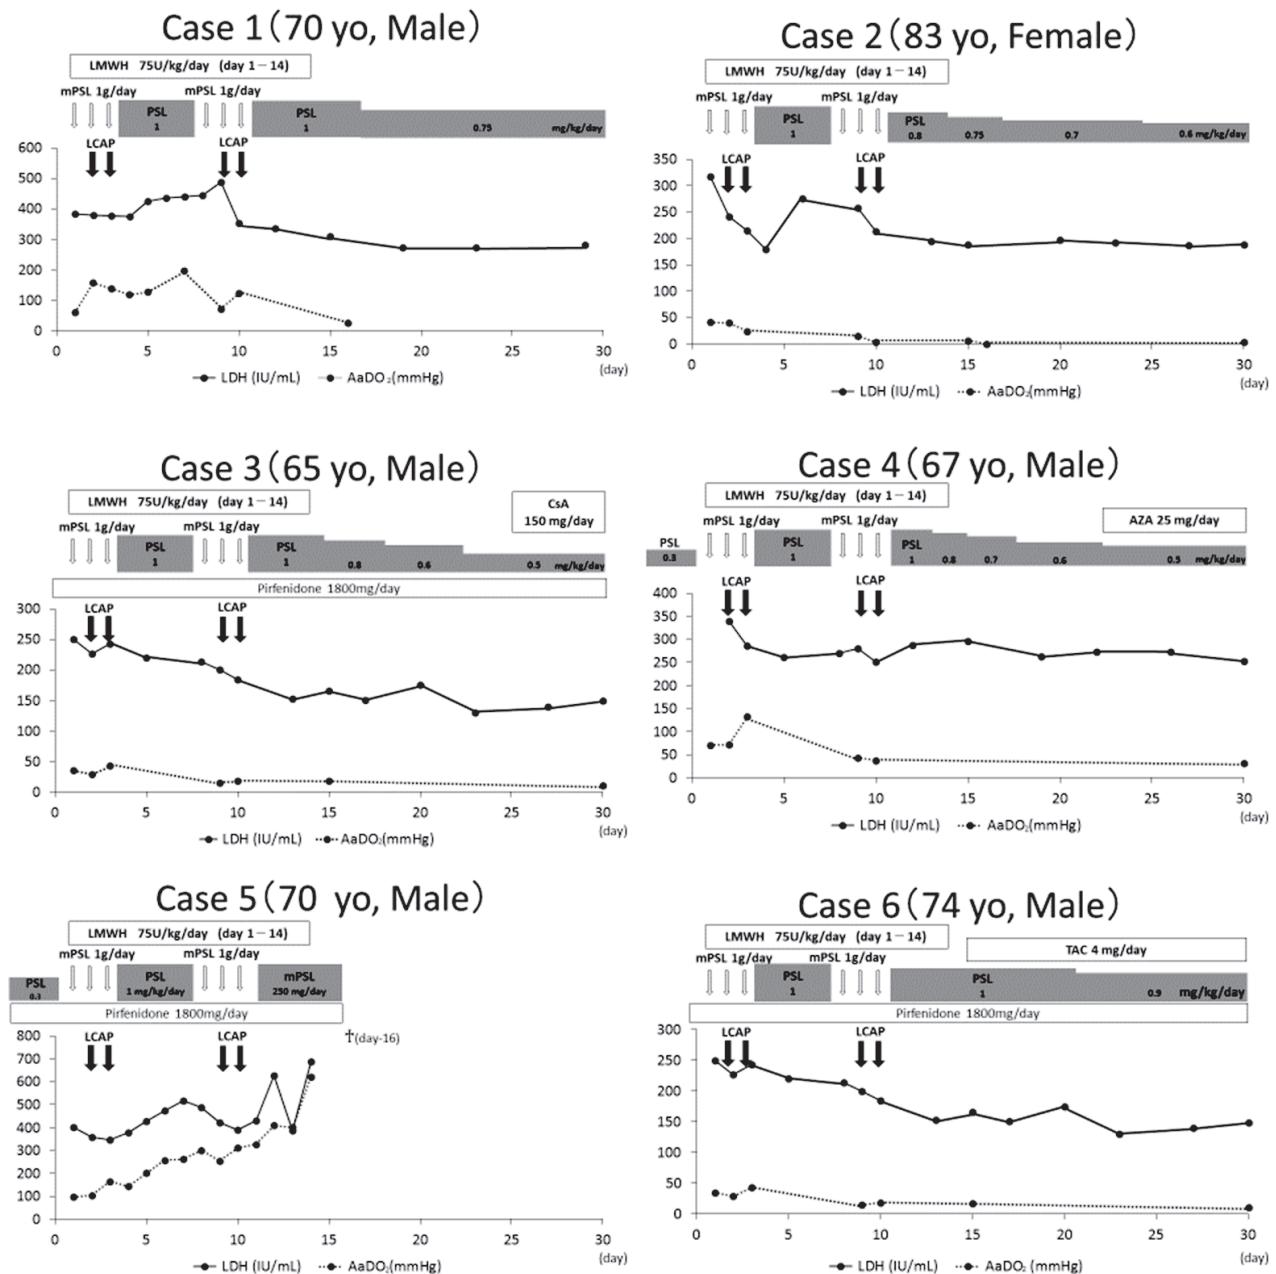 Case 1（70 yo, Male）
LMWH 75U/kg/day (day 1－14)
mPSL 1g/day
mPSL 1g/day
PSL
1
PSL
1
0.75
mg/kg/day
LCAP
LCAP
600
500
400
300
200
100
0
0 5 10 15 20 25 30
(day)
LDH (IU/mL) AaDO2(mmHg)
Case 2（83 yo, Female）
LMWH 75U/kg/day (day 1－14)
mPSL 1g/day
mPSL 1g/day
PSL
1
PSL
0.8
0.75
0.7
0.6 mg/kg/day
LCAP
LCAP
350
300
250
200
150
100
50
0
0 5 10 15 20 25 30
(day)
LDH (IU/mL) AaDO2(mmHg)
Case 3（65 yo, Male）
LMWH 75U/kg/day (day 1－14)
CsA
150 mg/day
mPSL 1g/day
mPSL 1g/day
PSL
1
PSL
1
0.8
0.6
0.5
mg/kg/day
Pirfenidone 1800mg/day
LCAP
LCAP
300
250
200
150
100
50
0
0 5 10 15 20 25 30
(day)
LDH (IU/mL) AaDO2(mmHg)
Case 4（67 yo, Male）
LMWH 75U/kg/day (day 1－14)
AZA 25 mg/day
mPSL 1g/day
mPSL 1g/day
PSL
0.3
PSL
1
PSL
1
0.8
0.7
0.6
0.5
mg/kg/day
LCAP
LCAP
400
350
300
250
200
150
100
50
0
0 5 10 15 20 25 30
(day)
LDH (IU/mL) AaDO2(mmHg)
Case 5（70 yo, Male）
LMWH 75U/kg/day (day 1－14)
mPSL 1g/day
mPSL 1g/day
PSL
0.3
PSL
1 mg/kg/day
mPSL
250 mg/day
Pirfenidone 1800mg/day
†(day-16)
LCAP
LCAP
800
700
600
500
400
300
200
100
0
0 5 10 15 20 25 30
(day)
LDH (IU/mL) AaDO2(mmHg)
Case 6（74 yo, Male）
LMWH 75U/kg/day (day 1－14)
TAC 4 mg/day
mPSL 1g/day
mPSL 1g/day
PSL
1
PSL
1
0.9
mg/kg/day
Pirfenidone 1800mg/day
LCAP
LCAP
300
250
200
150
100
50
0
0 5 10 15 20 25 30
(day)
LDH (IU/mL) AaDO2(mmHg)